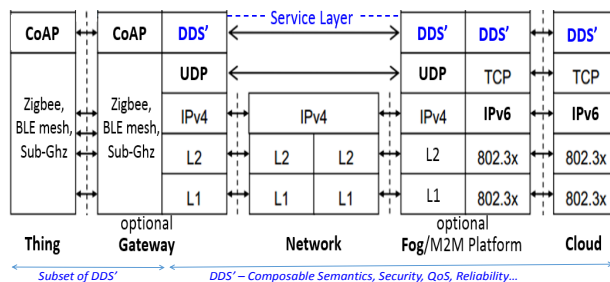 Service Layer
CoAP CoAP DDS' DDS' DDS' DDS'
UDP UDP TCP TCP
Zigbee, BLE mesh, Sub-Ghz Zigbee, BLE mesh, Sub-Ghz IPv4 IPv4 IPv4 IPv6 IPv6
L2 L2 L2 L2 802.3x 802.3x
L1 L1 L1 L1 802.3x 802.3x
optional optional
Thing Gateway Network Fog/M2M Platform Cloud
Subset of DDS' DDS' – Composable Semantics, Security, QoS, Reliability...